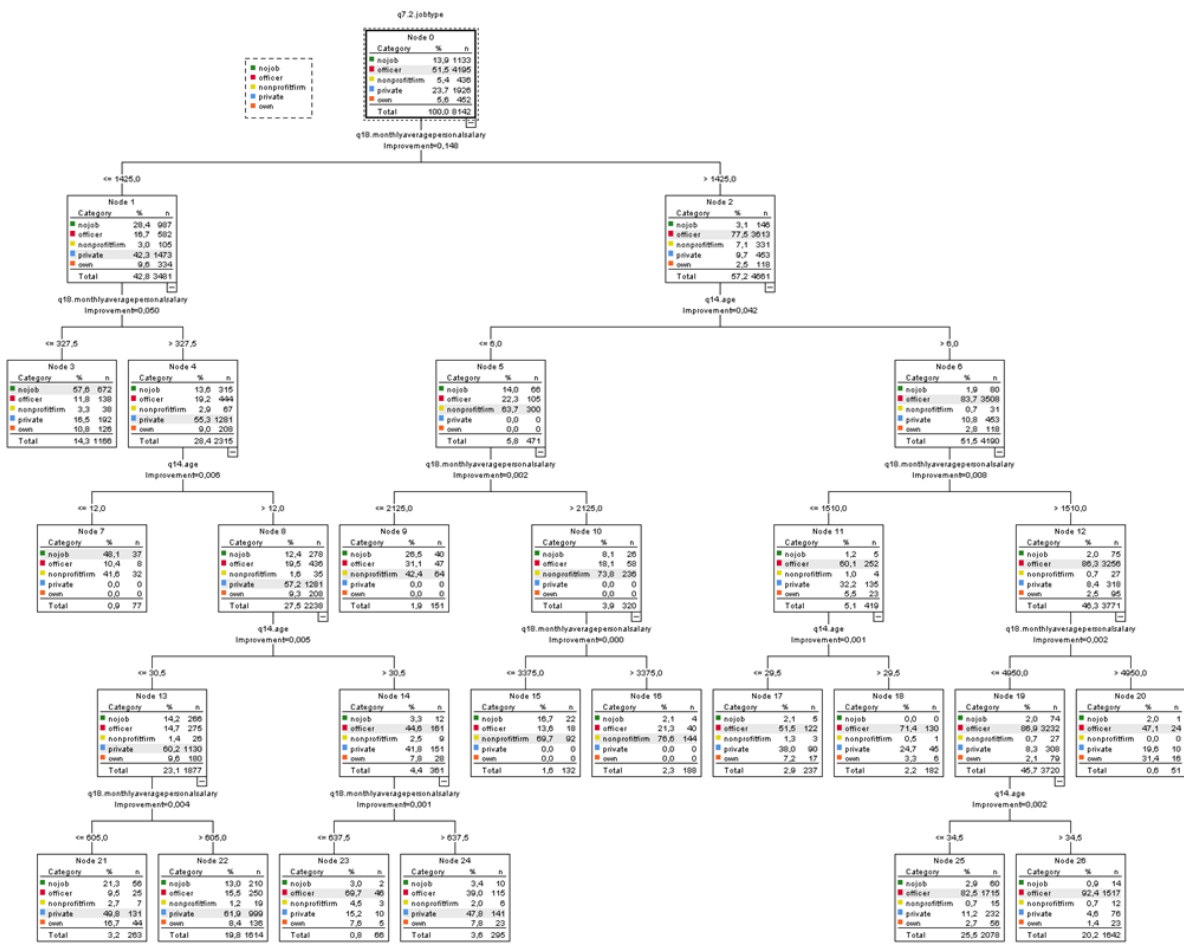 q7.2.jobtype
nojob
officer
nonprofitfirm
private
own
Node 0
Category % n
nojob 13,9 1133
officer 51,5 4195
nonprofitfirm 5,4 436
private 23,7 1926
own 5,6 452
Total 100,0 8142
q18.monthlyaveragepersonalsalary
Improvement=0,148
<= 1425,0
> 1425,0
Node 1
Category % n
nojob 28,4 987
officer 16,7 582
nonprofitfirm 3,0 105
private 42,3 1473
own 9,6 334
Total 42,8 3481
Node 2
Category % n
nojob 3,1 146
officer 77,5 3613
nonprofitfirm 7,1 331
private 9,7 453
own 2,5 118
Total 57,2 4661
q18.monthlyaveragepersonalsalary
Improvement=0,050
q14.age
Improvement=0,042
<= 327,5
> 327,5
<= 6,0
> 6,0
Node 3
Category % n
nojob 57,6 672
officer 11,8 138
nonprofitfirm 3,3 38
private 16,5 192
own 10,8 126
Total 14,3 1166
Node 4
Category % n
nojob 13,6 315
officer 19,2 444
nonprofitfirm 2,9 67
private 55,3 1281
own 9,0 208
Total 28,4 2315
Node 5
Category % n
nojob 14,0 66
officer 22,3 105
nonprofitfirm 63,7 300
private 0,0 0
own 0,0 0
Total 5,8 471
Node 6
Category % n
nojob 1,9 80
officer 83,7 3508
nonprofitfirm 0,7 31
private 10,8 453
own 2,8 118
Total 51,5 4190
q14.age
Improvement=0,006
q18.monthlyaveragepersonalsalary
Improvement=0,002
q18.monthlyaveragepersonalsalary
Improvement=0,008
<= 12,0
> 12,0
<= 2125,0
> 2125,0
<= 1510,0
> 1510,0
Node 7
Category % n
nojob 48,1 37
officer 10,4 8
nonprofitfirm 41,6 32
private 0,0 0
own 0,0 0
Total 0,9 77
Node 8
Category % n
nojob 12,4 278
officer 19,5 436
nonprofitfirm 1,6 35
private 57,2 1281
own 9,3 208
Total 27,5 2238
Node 9
Category % n
nojob 26,5 40
officer 31,1 47
nonprofitfirm 42,4 64
private 0,0 0
own 0,0 0
Total 1,9 151
Node 10
Category % n
nojob 8,1 26
officer 18,1 58
nonprofitfirm 73,8 236
private 0,0 0
own 0,0 0
Total 3,9 320
Node 11
Category % n
nojob 1,2 5
officer 60,1 252
nonprofitfirm 1,0 4
private 32,2 135
own 5,5 23
Total 5,1 419
Node 12
Category % n
nojob 2,0 75
officer 86,3 3256
nonprofitfirm 0,7 27
private 8,4 318
own 2,5 95
Total 46,3 3771
q14.age
Improvement=0,005
q18.monthlyaveragepersonalsalary
Improvement=0,000
q14.age
Improvement=0,001
q18.monthlyaveragepersonalsalary
Improvement=0,002
<= 30,5
> 30,5
<= 3375,0
> 3375,0
<= 29,5
> 29,5
<= 4950,0
> 4950,0
Node 13
Category % n
nojob 14,2 266
officer 14,7 275
nonprofitfirm 1,4 26
private 60,2 1130
own 9,6 180
Total 23,1 1877
Node 14
Category % n
nojob 3,3 12
officer 44,6 161
nonprofitfirm 2,5 9
private 41,8 151
own 7,8 28
Total 4,4 361
Node 15
Category % n
nojob 16,7 22
officer 13,6 18
nonprofitfirm 69,7 92
private 0,0 0
own 0,0 0
Total 1,6 132
Node 16
Category % n
nojob 2,1 4
officer 21,3 40
nonprofitfirm 76,6 144
private 0,0 0
own 0,0 0
Total 2,3 188
Node 17
Category % n
nojob 2,1 5
officer 51,5 122
nonprofitfirm 1,3 3
private 38,0 90
own 7,2 17
Total 2,9 237
Node 18
Category % n
nojob 0,0 0
officer 71,4 130
nonprofitfirm 0,5 1
private 24,7 45
own 3,3 6
Total 2,2 182
Node 19
Category % n
nojob 2,0 74
officer 86,9 3232
nonprofitfirm 0,7 27
private 8,3 308
own 2,1 79
Total 45,7 3720
Node 20
Category % n
nojob 2,0 1
officer 47,1 24
nonprofitfirm 0,0 0
private 19,6 10
own 31,4 16
Total 0,6 51
q18.monthlyaveragepersonalsalary
Improvement=0,004
q18.monthlyaveragepersonalsalary
Improvement=0,001
q14.age
Improvement=0,002
<= 605,0
> 605,0
<= 637,5
> 637,5
<= 34,5
> 34,5
Node 21
Category % n
nojob 21,3 56
officer 9,5 25
nonprofitfirm 2,7 7
private 49,8 131
own 16,7 44
Total 3,2 263
Node 22
Category % n
nojob 13,0 210
officer 15,5 250
nonprofitfirm 1,2 19
private 61,9 999
own 8,4 136
Total 19,8 1614
Node 23
Category % n
nojob 3,0 2
officer 69,7 46
nonprofitfirm 4,5 3
private 15,2 10
own 7,6 5
Total 0,8 66
Node 24
Category % n
nojob 3,4 10
officer 39,0 115
nonprofitfirm 2,0 6
private 47,8 141
own 7,8 23
Total 3,6 295
Node 25
Category % n
nojob 2,9 60
officer 82,5 1715
nonprofitfirm 0,7 15
private 11,2 232
own 2,7 56
Total 25,5 2078
Node 26
Category % n
nojob 0,9 14
officer 92,4 1517
nonprofitfirm 0,7 12
private 4,6 76
own 1,4 23
Total 20,2 1642